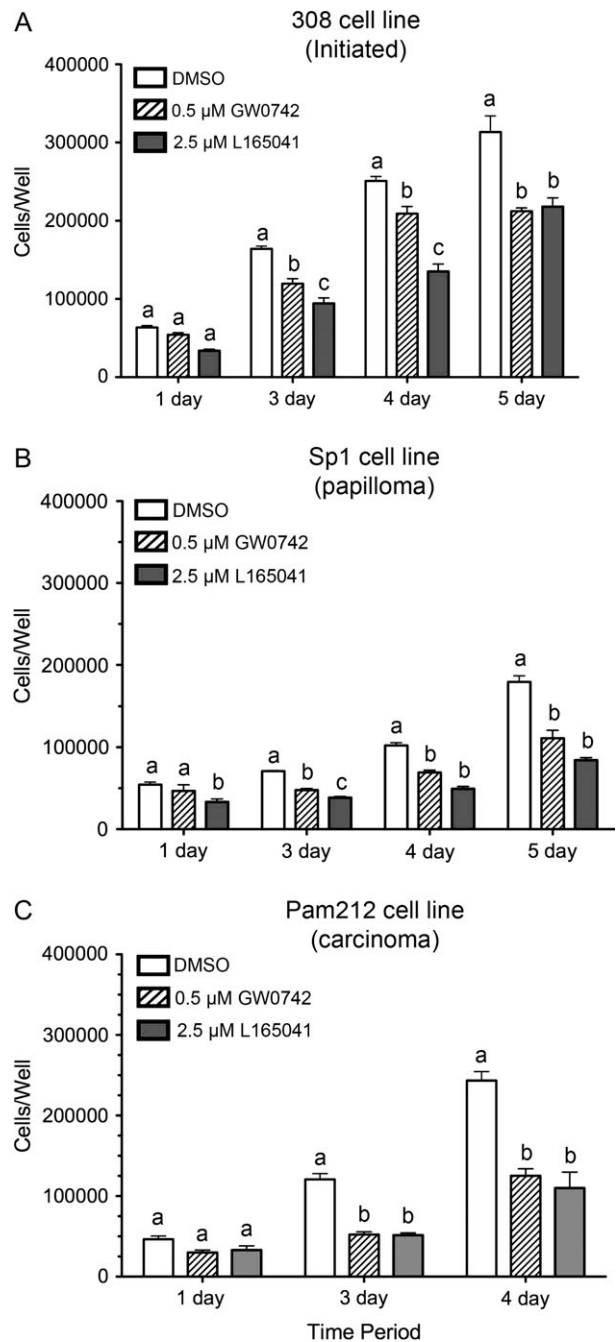 A
308 cell line
(Initiated)
400000
300000
200000
100000
0
Cells/Well
DMSO
0.5 µM GW0742
2.5 µM L165041
a a a
a b c
a b c
a b b
1 day 3 day 4 day 5 day
B
Sp1 cell line
(papilloma)
400000
300000
200000
100000
0
Cells/Well
DMSO
0.5 µM GW0742
2.5 µM L165041
a a b
a b c
a b b
a b b
1 day 3 day 4 day 5 day
C
Pam212 cell line
(carcinoma)
400000
300000
200000
100000
0
Cells/Well
DMSO
0.5 µM GW0742
2.5 µM L165041
a a a
a b b
a b b
1 day 3 day 4 day
Time Period